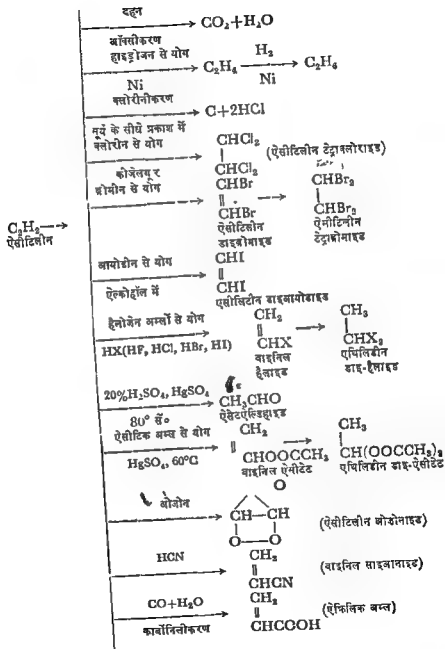 दहन
CO₂+H₂O
ऑक्सीकरण
हाइड्रोजन से योग
Ni
C₂H₄
H₂
Ni
C₂H₆
क्लोरीनीकरण
सूर्य के सीधे प्रकाश में
C+2HCl
क्लोरीन से योग
कीजेलगूर
CHCl₂
CHCl₂
(ऐसीटिलीन टेट्राक्लोराइड)
ब्रोमीन से योग
CHBr
CHBr
ऐसीटिलीन
डाइब्रोमाइड
CHBr₂
CHBr₂
ऐसीटिलीन
टेट्राब्रोमाइड
C₂H₂
ऐसीटिलीन
आयोडीन से योग
ऐल्कोहॉल में
CHI
CHI
एसीलिटीन डाइआयोडाइड
हैलोजेन अम्लों से योग
HX(HF, HCl, HBr, HI)
CH₂
CHX
वाइनिल
हैलाइड
CH₃
CHX₂
एथिलिडीन
डाइ-हैलाइड
20%H₂SO₄, HgSO₄
80° सें०
CH₃CHO
ऐसेटऐल्डिहाइड
ऐसीटिक अम्ल से योग
HgSO₄, 60°C
CH₂
CHOOCCH₃
वाइनिल ऐसीटेट
CH₃
CH(OOCCH₃)₂
एथिलिडीन डाइ-ऐसीटेट
ओज़ोन
O
CH—CH
O—O
(ऐसीटिलीन ओज़ोनाइड)
HCN
CH₂
CHCN
(वाइनिल साइआनाइड)
CO+H₂O
कार्बोनिलीकरण
CH₂
CHCOOH
(ऐक्रिलिक अम्ल)